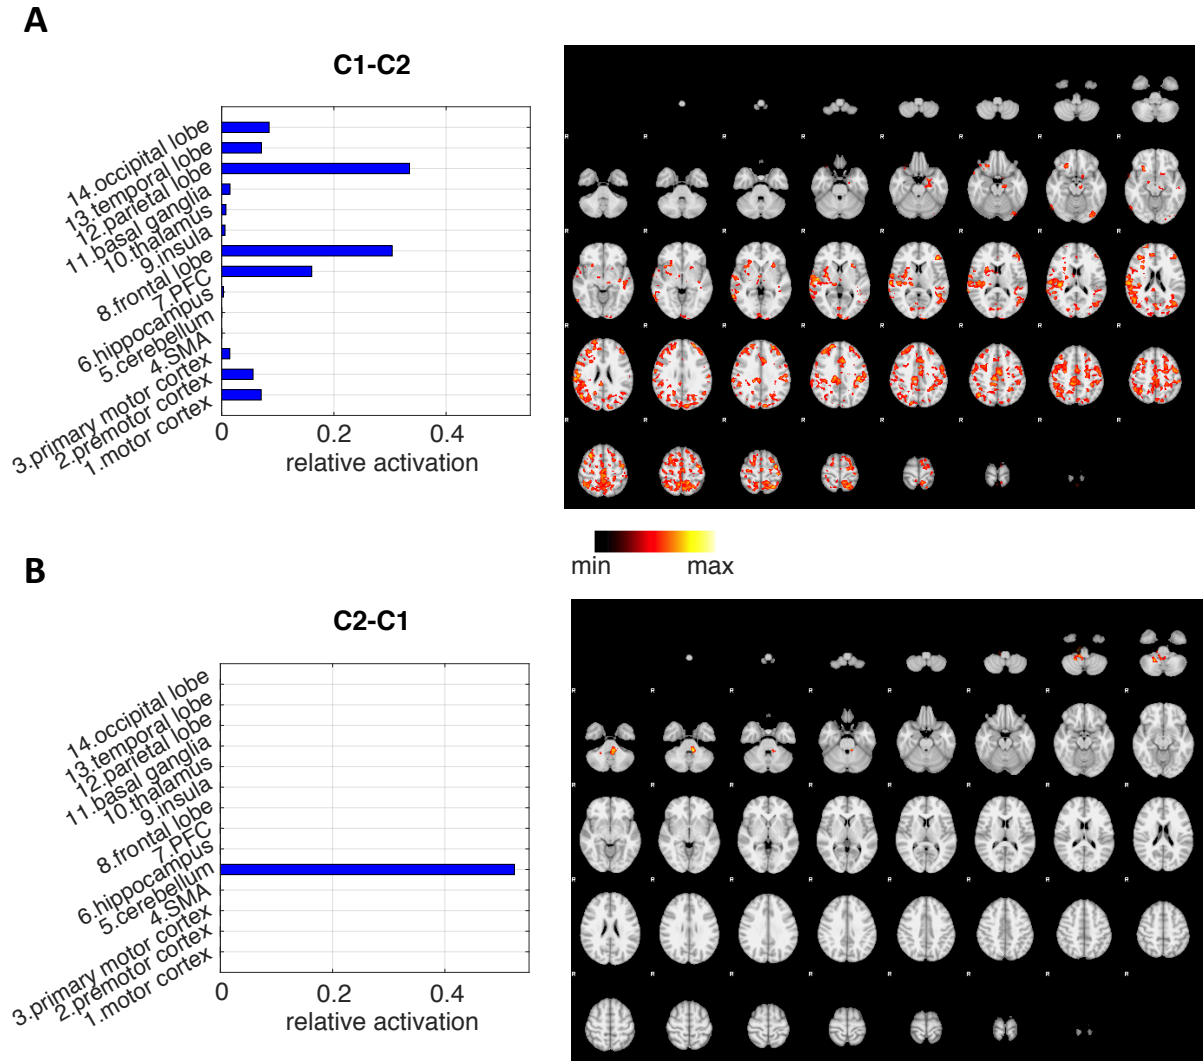 A
C1-C2
14.occipital lobe
13.temporal lobe
12.parietal lobe
11.basal ganglia
10.thalamus
9.insula
8.frontal lobe
7.PFC
6.hippocampus
5.cerebellum
4.SMA
3.primary motor cortex
2.premotor cortex
1.motor cortex
0 0.2 0.4
relative activation
R R R R R R R R
R R R R R R R R
R R R R R R R R
R R R R R R R R
min max
B
C2-C1
14.occipital lobe
13.temporal lobe
12.parietal lobe
11.basal ganglia
10.thalamus
9.insula
8.frontal lobe
7.PFC
6.hippocampus
5.cerebellum
4.SMA
3.primary motor cortex
2.premotor cortex
1.motor cortex
0 0.2 0.4
relative activation
R R R R R R R R
R R R R R R R R
R R R R R R R R
R R R R R R R R